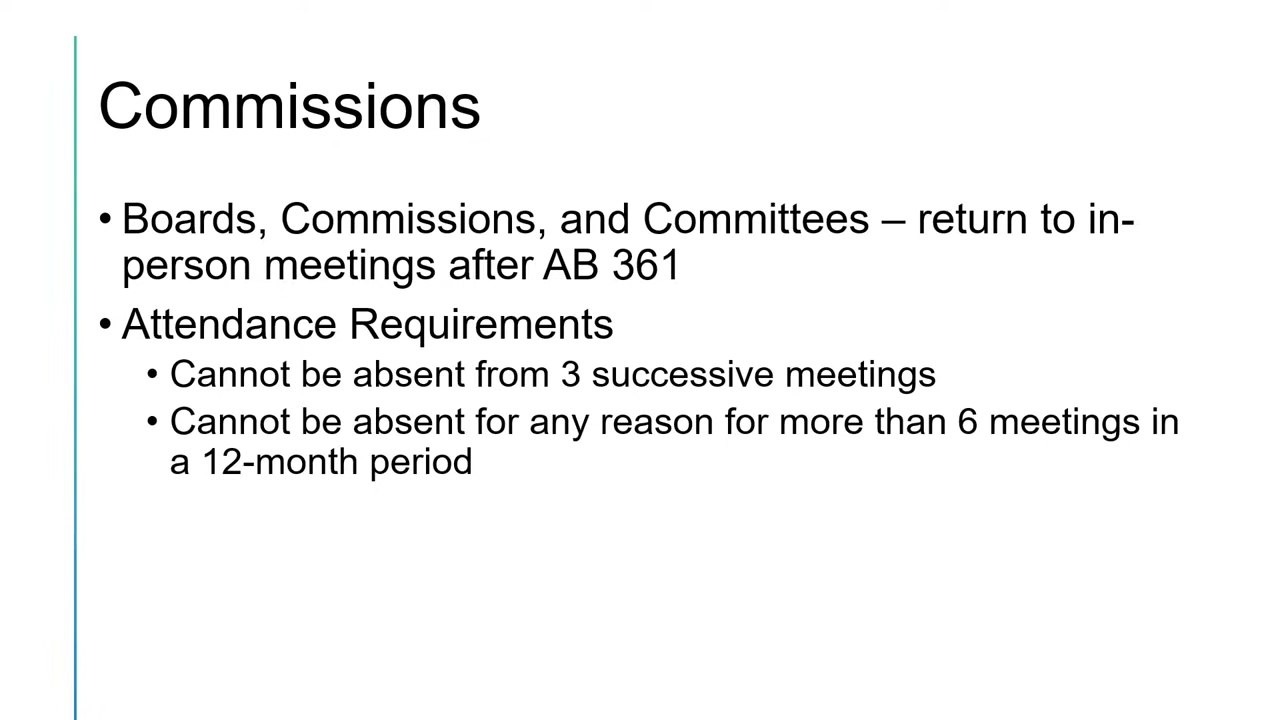 Commissions
• Boards, Commissions, and Committees – return to in-
person meetings after AB 361
• Attendance Requirements
• Cannot be absent from 3 successive meetings
• Cannot be absent for any reason for more than 6 meetings in
a 12-month period